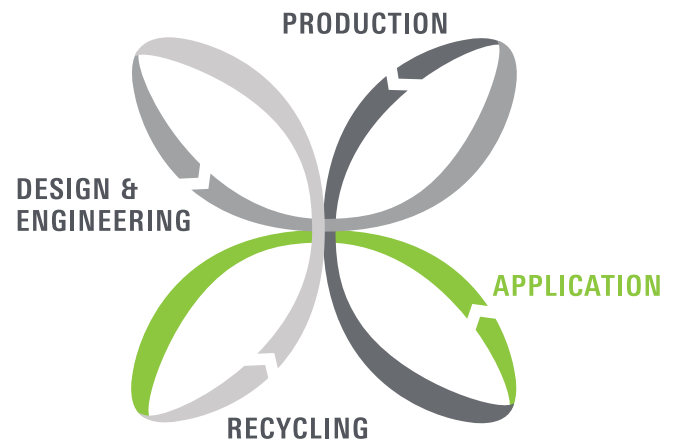 PRODUCTION
DESIGN &
ENGINEERING
APPLICATION
RECYCLING